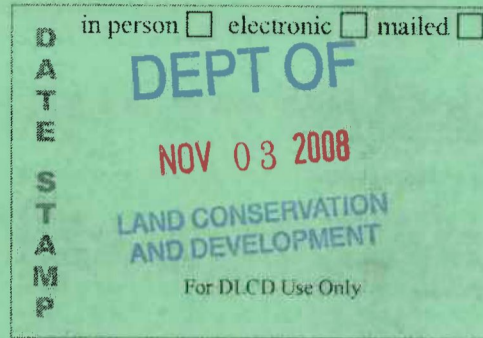 in person ☐ electronic ☐ mailed ☐
DATE STAMP
DEPT OF
NOV 03 2008
LAND CONSERVATION
AND DEVELOPMENT
For DLCD Use Only